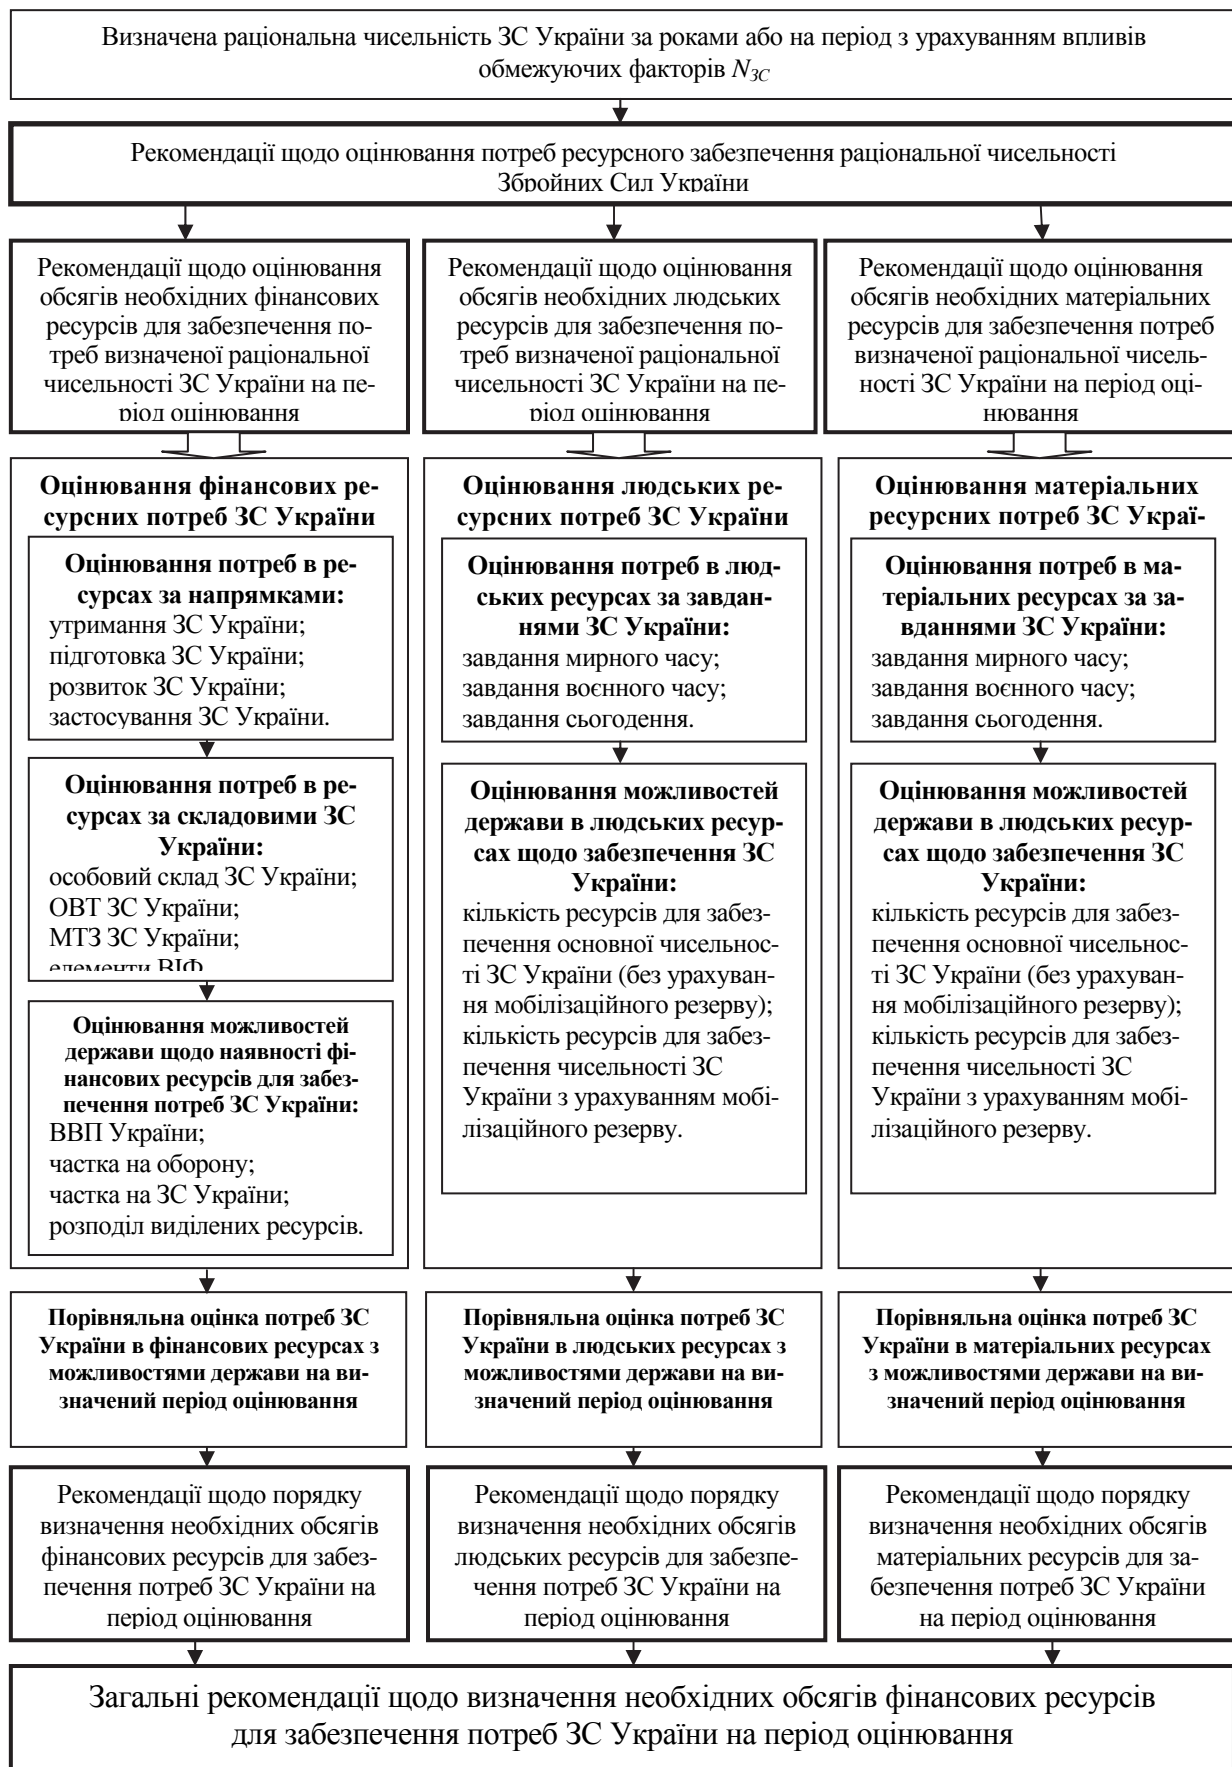 Визначена раціональна чисельність ЗС України за роками або на період з урахуванням впливів
обмежуючих факторів N_ЗС
Рекомендації щодо оцінювання потреб ресурсного забезпечення раціональної чисельності
Збройних Сил України
Рекомендації щодо оцінювання
обсягів необхідних фінансових
ресурсів для забезпечення по-
треб визначеної раціональної
чисельності ЗС України на пе-
ріод оцінювання
Рекомендації щодо оцінювання
обсягів необхідних людських
ресурсів для забезпечення по-
треб визначеної раціональної
чисельності ЗС України на пе-
ріод оцінювання
Рекомендації щодо оцінювання
обсягів необхідних матеріальних
ресурсів для забезпечення потреб
визначеної раціональної чисель-
ності ЗС України на період оці-
нювання
Оцінювання фінансових ре-
сурсних потреб ЗС України
Оцінювання потреб в ре-
сурсах за напрямками:
утримання ЗС України;
підготовка ЗС України;
розвиток ЗС України;
застосування ЗС України.
Оцінювання потреб в ре-
сурсах за складовими ЗС
України:
особовий склад ЗС України;
ОВТ ЗС України;
МТЗ ЗС України;
елементи ВІФ
Оцінювання можливостей
держави щодо наявності фі-
нансових ресурсів для забез-
печення потреб ЗС України:
ВВП України;
частка на оборону;
частка на ЗС України;
розподіл виділених ресурсів.
Оцінювання людських ре-
сурсних потреб ЗС України
Оцінювання потреб в люд-
ських ресурсах за завдан-
нями ЗС України:
завдання мирного часу;
завдання воєнного часу;
завдання сьогодення.
Оцінювання можливостей
держави в людських ресур-
сах щодо забезпечення ЗС
України:
кількість ресурсів для забез-
печення основної чисельнос-
ті ЗС України (без урахуван-
ня мобілізаційного резерву);
кількість ресурсів для забез-
печення чисельності ЗС
України з урахуванням мобі-
лізаційного резерву.
Оцінювання матеріальних
ресурсних потреб ЗС Украї-
Оцінювання потреб в ма-
теріальних ресурсах за за-
вданнями ЗС України:
завдання мирного часу;
завдання воєнного часу;
завдання сьогодення.
Оцінювання можливостей
держави в людських ресур-
сах щодо забезпечення ЗС
України:
кількість ресурсів для забез-
печення основної чисельнос-
ті ЗС України (без урахуван-
ня мобілізаційного резерву);
кількість ресурсів для забез-
печення чисельності ЗС
України з урахуванням мобі-
лізаційного резерву.
Порівняльна оцінка потреб ЗС
України в фінансових ресурсах з
можливостями держави на ви-
значений період оцінювання
Порівняльна оцінка потреб ЗС
України в людських ресурсах з
можливостями держави на ви-
значений період оцінювання
Порівняльна оцінка потреб ЗС
України в матеріальних ресурсах
з можливостями держави на ви-
значений період оцінювання
Рекомендації щодо порядку
визначення необхідних обсягів
фінансових ресурсів для забез-
печення потреб ЗС України на
період оцінювання
Рекомендації щодо порядку
визначення необхідних обсягів
людських ресурсів для забезпе-
чення потреб ЗС України на
період оцінювання
Рекомендації щодо порядку
визначення необхідних обсягів
матеріальних ресурсів для за-
безпечення потреб ЗС України
на період оцінювання
Загальні рекомендації щодо визначення необхідних обсягів фінансових ресурсів
для забезпечення потреб ЗС України на період оцінювання